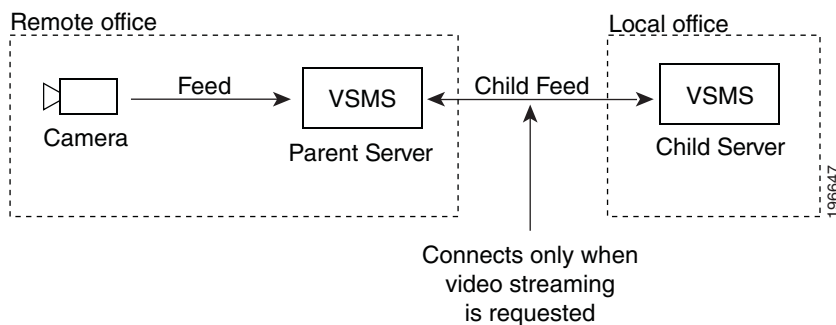 Remote office
Local office
Feed
VSMS
Child Feed
VSMS
Camera
Parent Server
Child Server
196647
Connects only when
video streaming
is requested